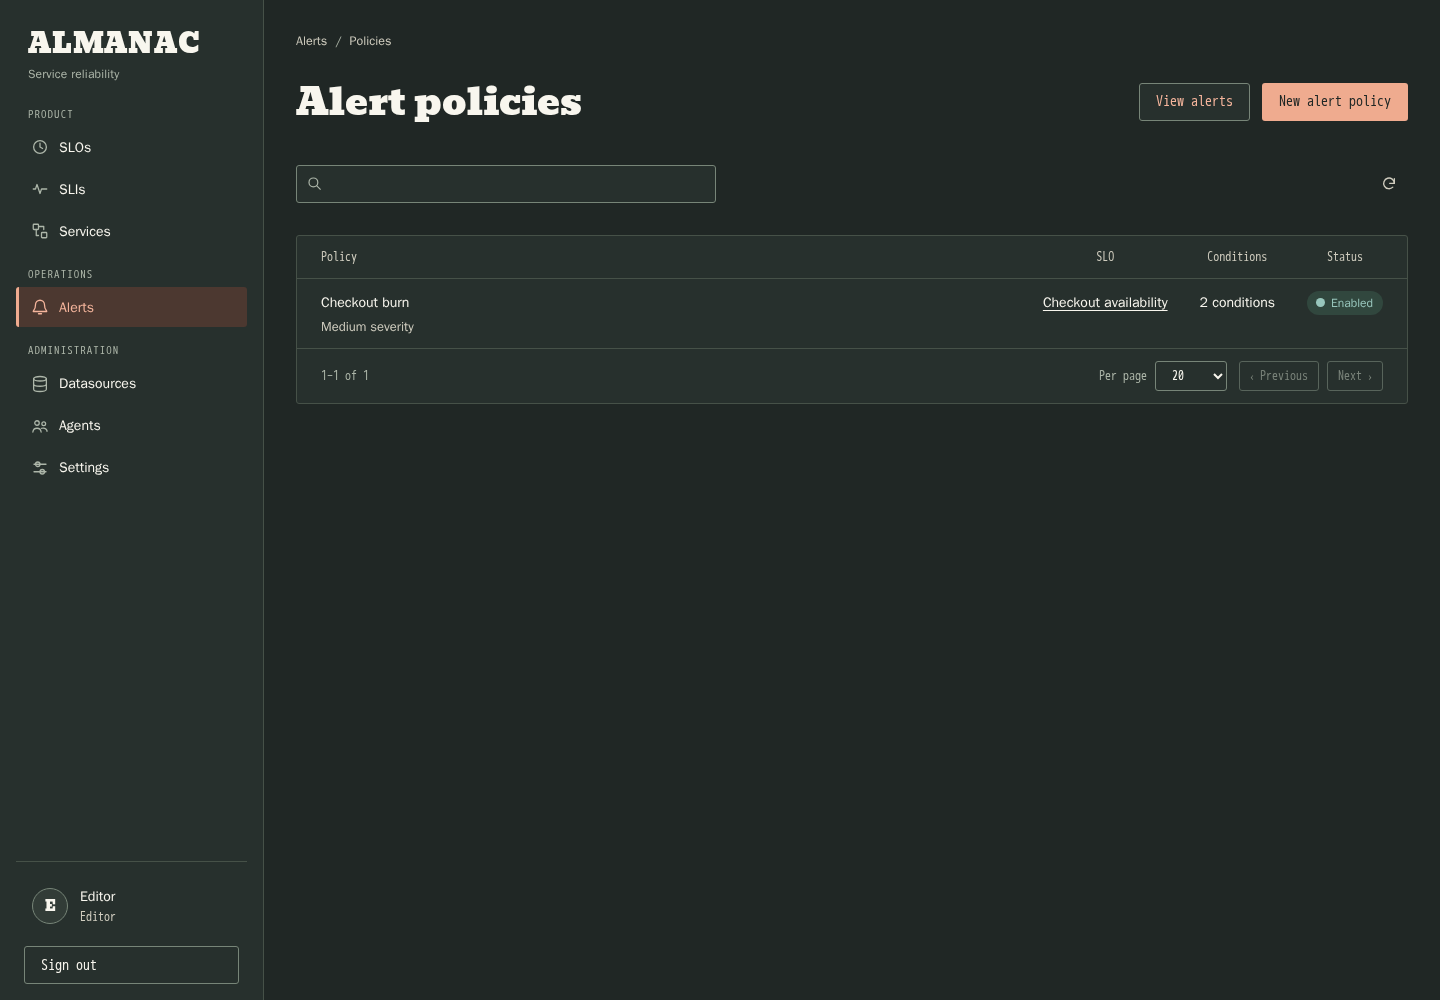 ALMANAC
Service reliability
PRODUCT
SLOs
SLIs
Services
OPERATIONS
Alerts
ADMINISTRATION
Datasources
Agents
Settings
E
Editor
Editor
Sign out
Alerts / Policies
Alert policies
View alerts
New alert policy
Policy SLO Conditions Status
Checkout burn Checkout availability 2 conditions Enabled
Medium severity
1–1 of 1 Per page 20 ‹ Previous Next ›